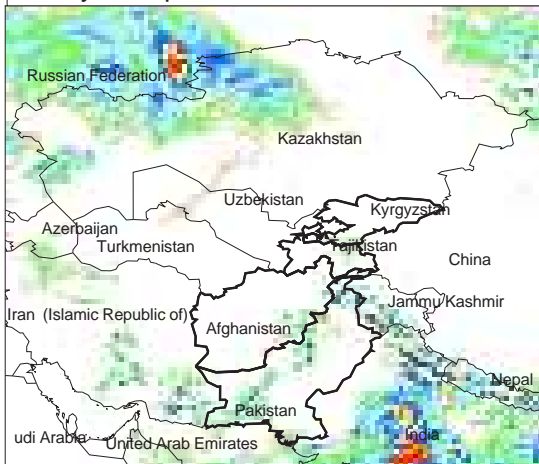 Russian Federation
Kazakhstan
Uzbekistan
Kyrgyzstan
Azerbaijan
Turkmenistan
Tajikistan
China
Jammu/Kashmir
Iran (Islamic Republic of)
Afghanistan
Nepal
Pakistan
India
udi Arabia
United Arab Emirates